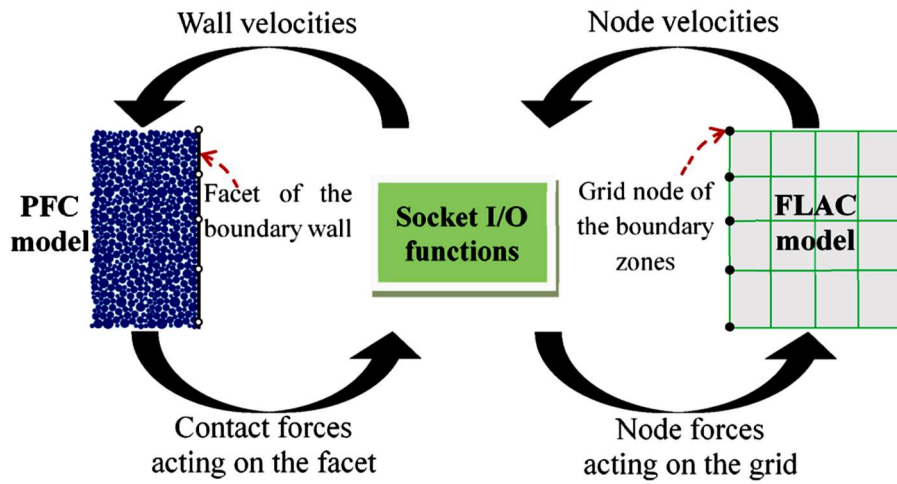 Wall velocities
Node velocities
PFC
model
Facet of the
boundary wall
Socket I/O
functions
Grid node of
the boundary
zones
FLAC
model
Contact forces
acting on the facet
Node forces
acting on the grid